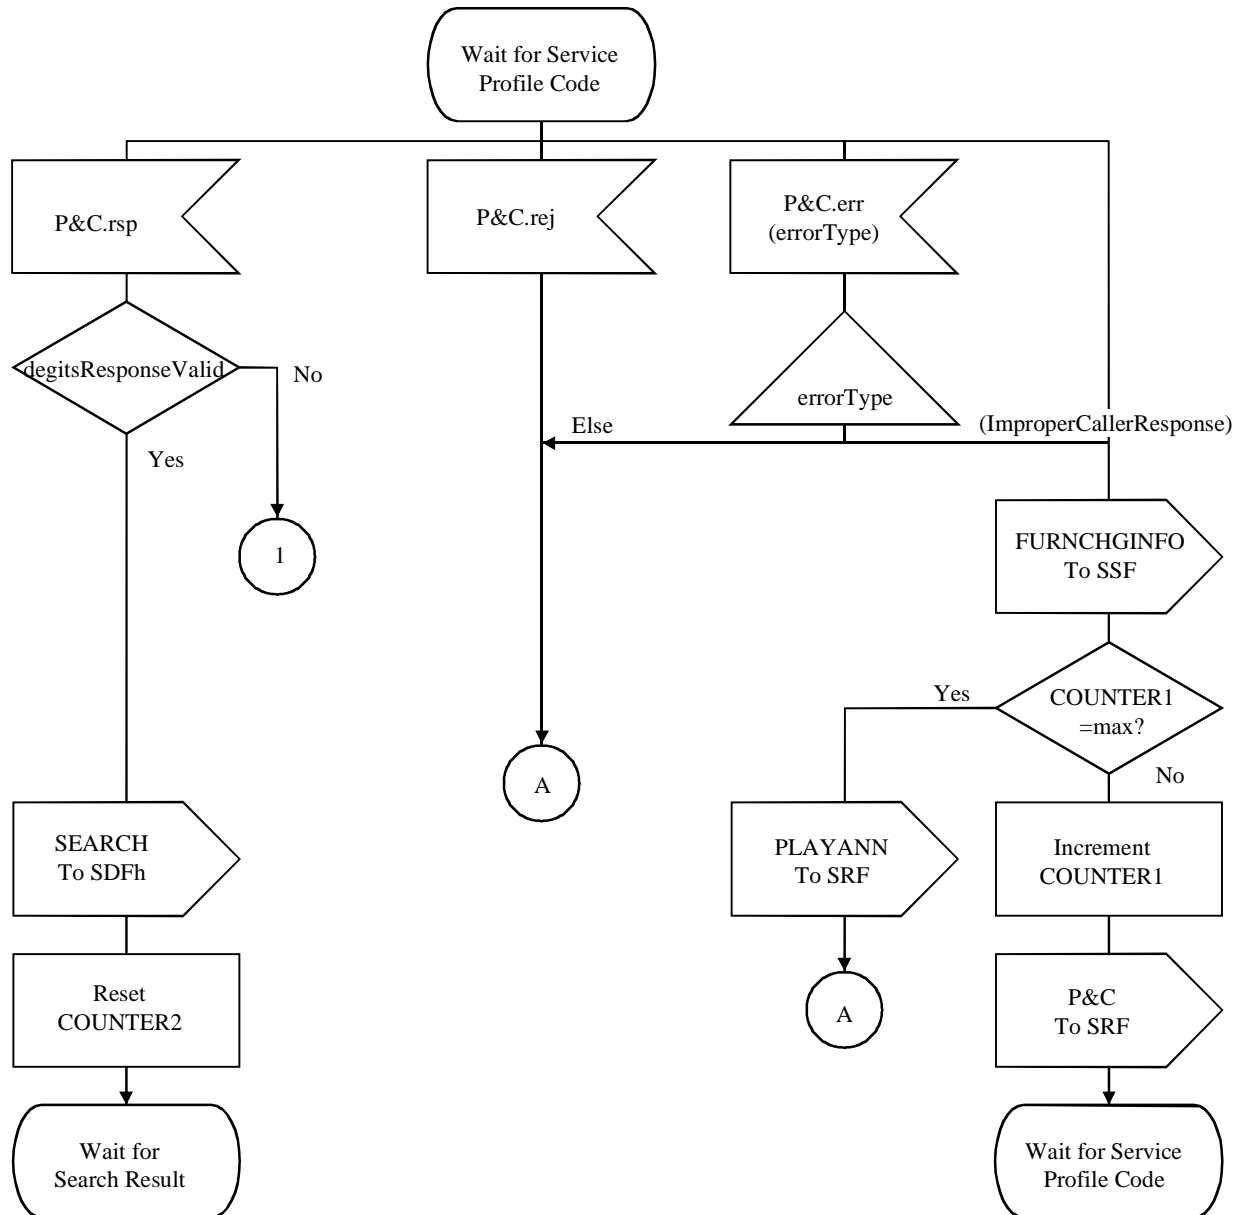 Wait for Service
Profile Code
P&C.rsp
P&C.rej
P&C.err
(errorType)
degitsResponseValid
No
errorType
Else
(ImproperCallerResponse)
Yes
1
FURNCHGINFO
To SSF
Yes
COUNTER1
=max?
No
A
SEARCH
To SDFh
PLAYANN
To SRF
Increment
COUNTER1
Reset
COUNTER2
A
P&C
To SRF
Wait for
Search Result
Wait for Service
Profile Code